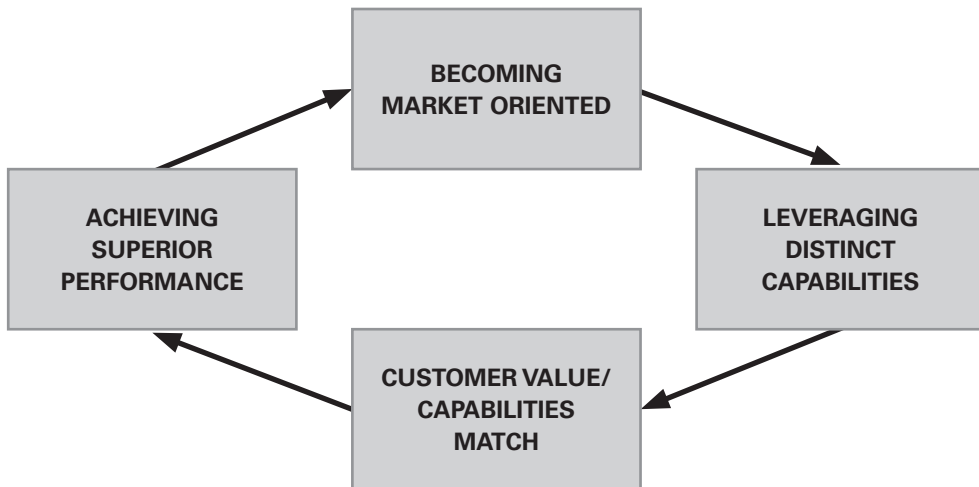 BECOMING
MARKET ORIENTED
ACHIEVING
SUPERIOR
PERFORMANCE
LEVERAGING
DISTINCT
CAPABILITIES
CUSTOMER VALUE/
CAPABILITIES
MATCH